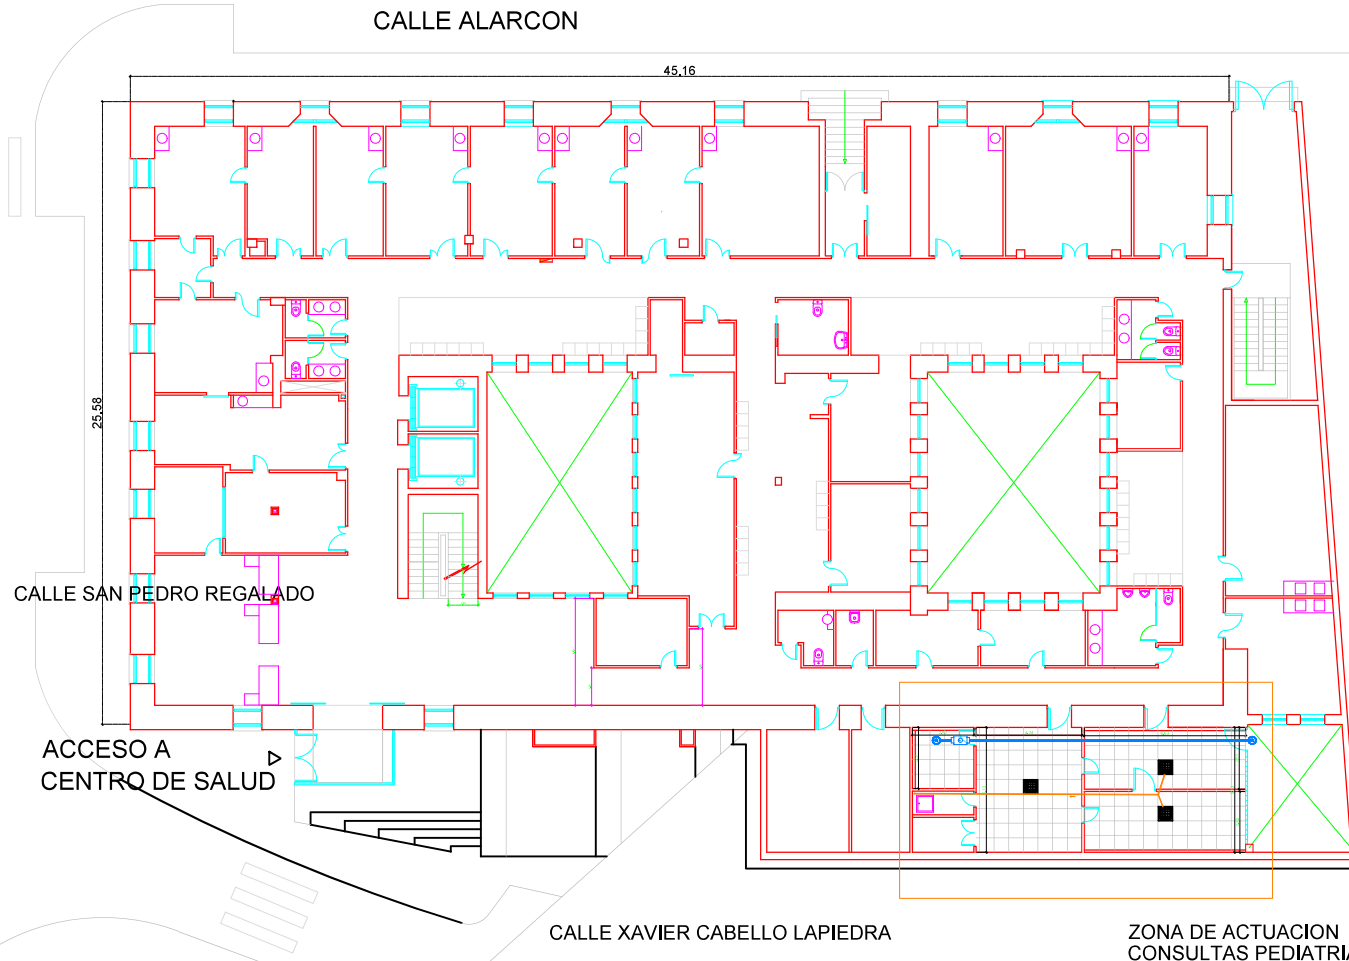 CALLE ALARCON
45.16
25.58
CALLE SAN PEDRO REGALADO
ACCESO A
CENTRO DE SALUD
CALLE XAVIER CABELLO LAPIEDRA
ZONA DE ACTUACION
CONSULTAS PEDIATRIA